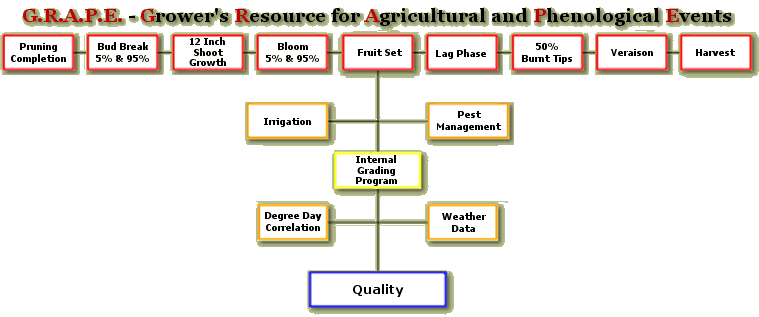 G.R.A.P.E. - Grower's Resource for Agricultural and Phenological Events
Pruning
Completion
Bud Break
5% & 95%
12 Inch
Shoot
Growth
Bloom
5% & 95%
Fruit Set
Lag Phase
50%
Burnt Tips
Veraison
Harvest
Irrigation
Pest
Management
Internal
Grading
Program
Degree Day
Correlation
Weather
Data
Quality